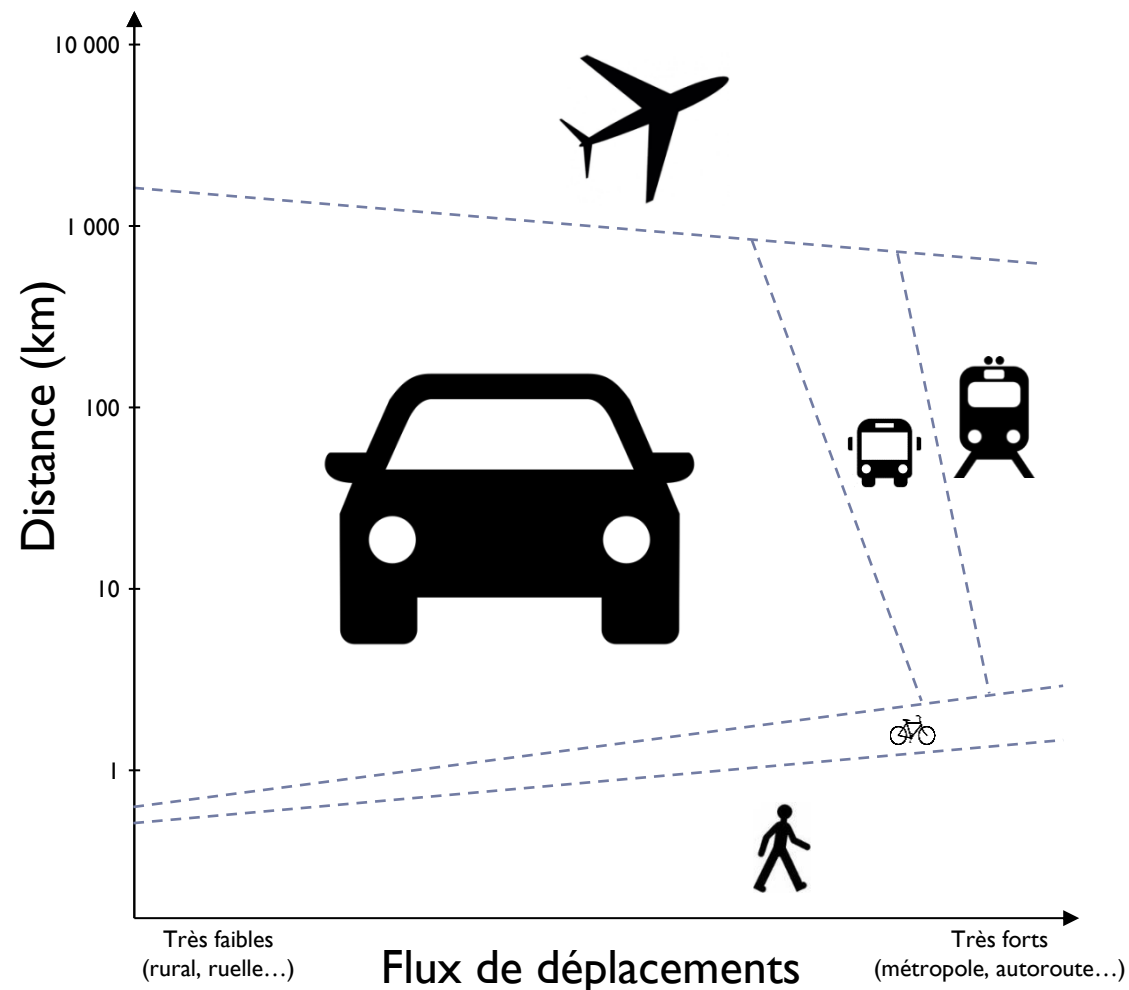 10 000
1 000
100
10
1
Distance (km)
Très faibles
(rural, ruelle…)
Flux de déplacements
Très forts
(métropole, autoroute…)